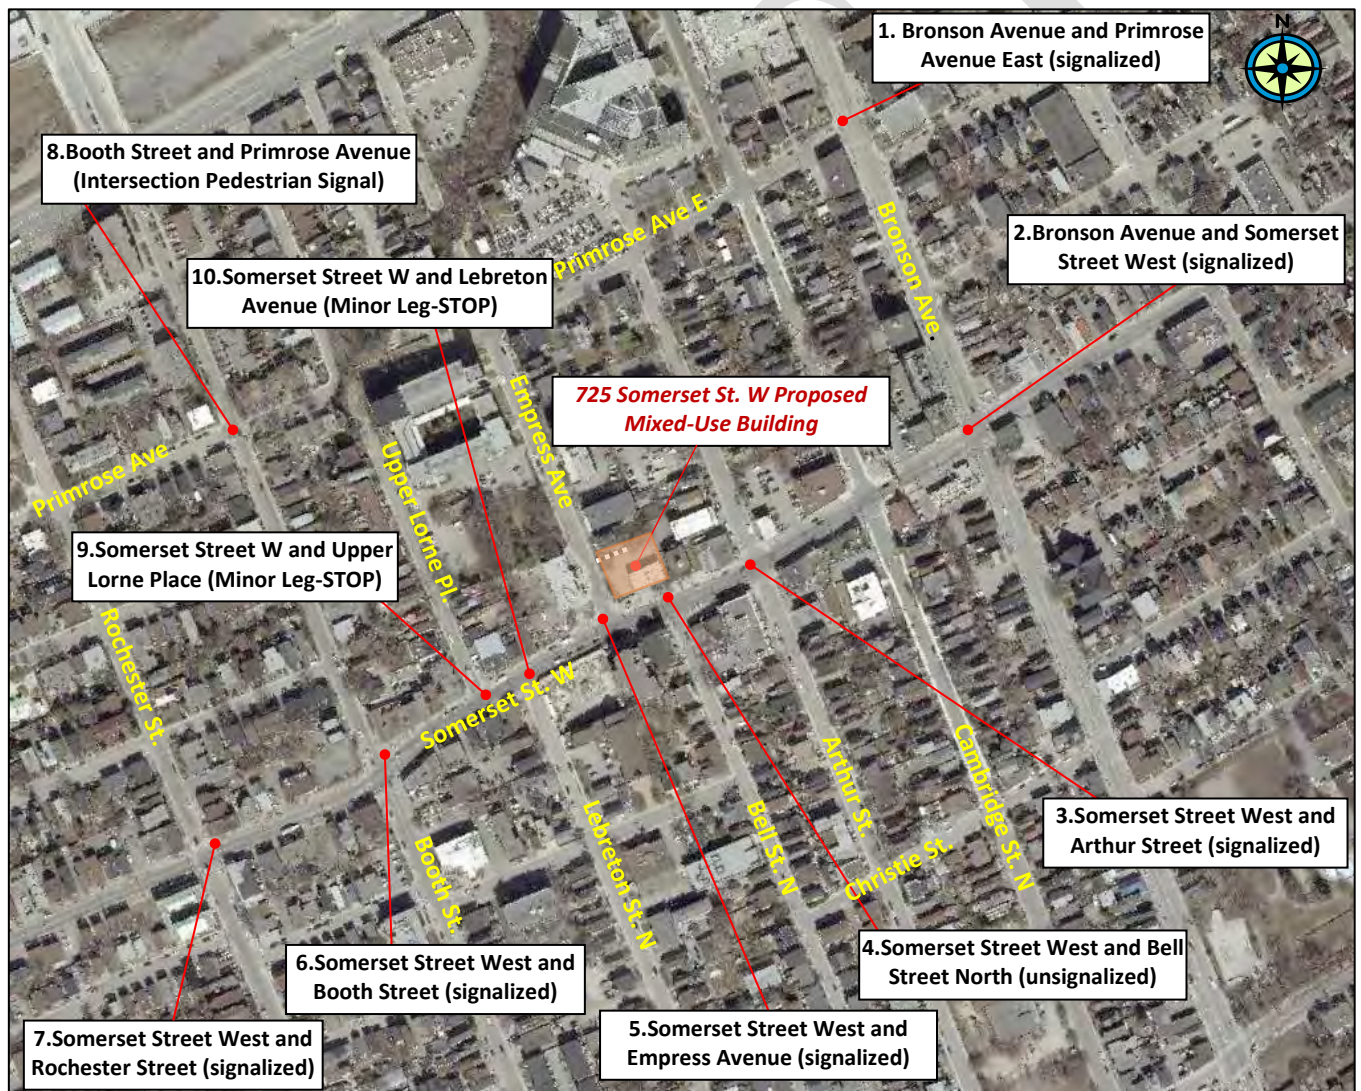 N
1. Bronson Avenue and Primrose
Avenue East (signalized)
8.Booth Street and Primrose Avenue
(Intersection Pedestrian Signal)
Primrose Ave E
Bronson Ave.
2.Bronson Avenue and Somerset
Street West (signalized)
10.Somerset Street W and Lebreton
Avenue (Minor Leg-STOP)
Empress Ave
725 Somerset St. W Proposed
Mixed-Use Building
Primrose Ave
Upper Lorne Pl.
9.Somerset Street W and Upper
Lorne Place (Minor Leg-STOP)
Rochester St.
Somerset St. W
Lebreton St. N
Bell St. N
Arthur St.
Cambridge St. N
Christie St.
Booth St.
3.Somerset Street West and
Arthur Street (signalized)
4.Somerset Street West and Bell
Street North (unsignalized)
6.Somerset Street West and
Booth Street (signalized)
5.Somerset Street West and
Empress Avenue (signalized)
7.Somerset Street West and
Rochester Street (signalized)